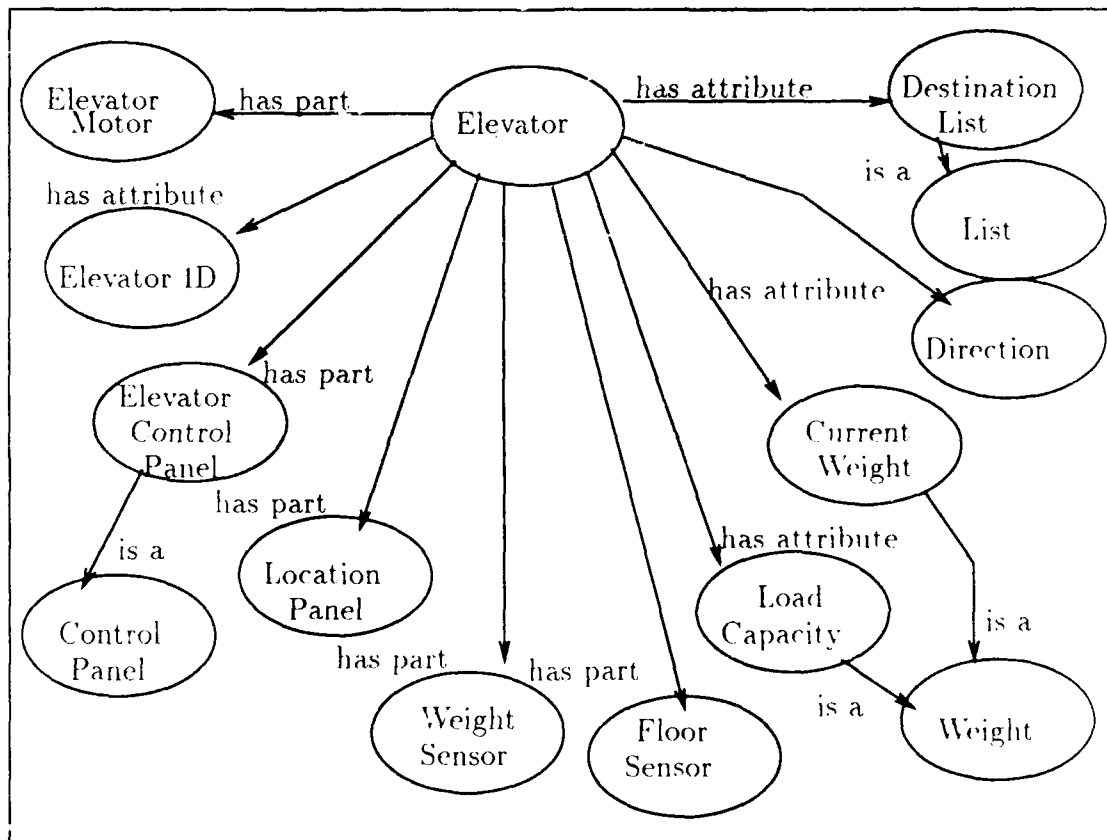 Elevator
Motor
has part
Elevator
has attribute
Destination
List
is a
List
has attribute
Elevator ID
has attribute
Direction
Elevator
Control
Panel
has part
Current
Weight
has part
is a
Location
Panel
has attribute
Load
Capacity
Control
Panel
is a
has part
has part
is a
Weight
Sensor
Floor
Sensor
Weight